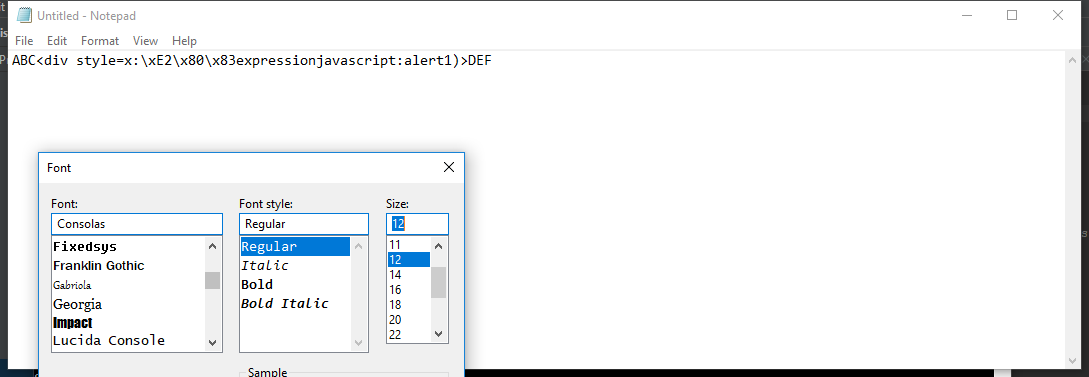 Untitled - Notepad
File Edit Format View Help
ABC<div style=x:\xE2\x80\x83expressionjavascript:alert1)>DEF
Font
Font: Font style: Size:
Consolas Regular 12
Fixedsys Regular 11
Franklin Gothic Italic 12
Gabriola Bold 14
Georgia Bold Italic 16
Impact 18
Lucida Console 20
22
Sample